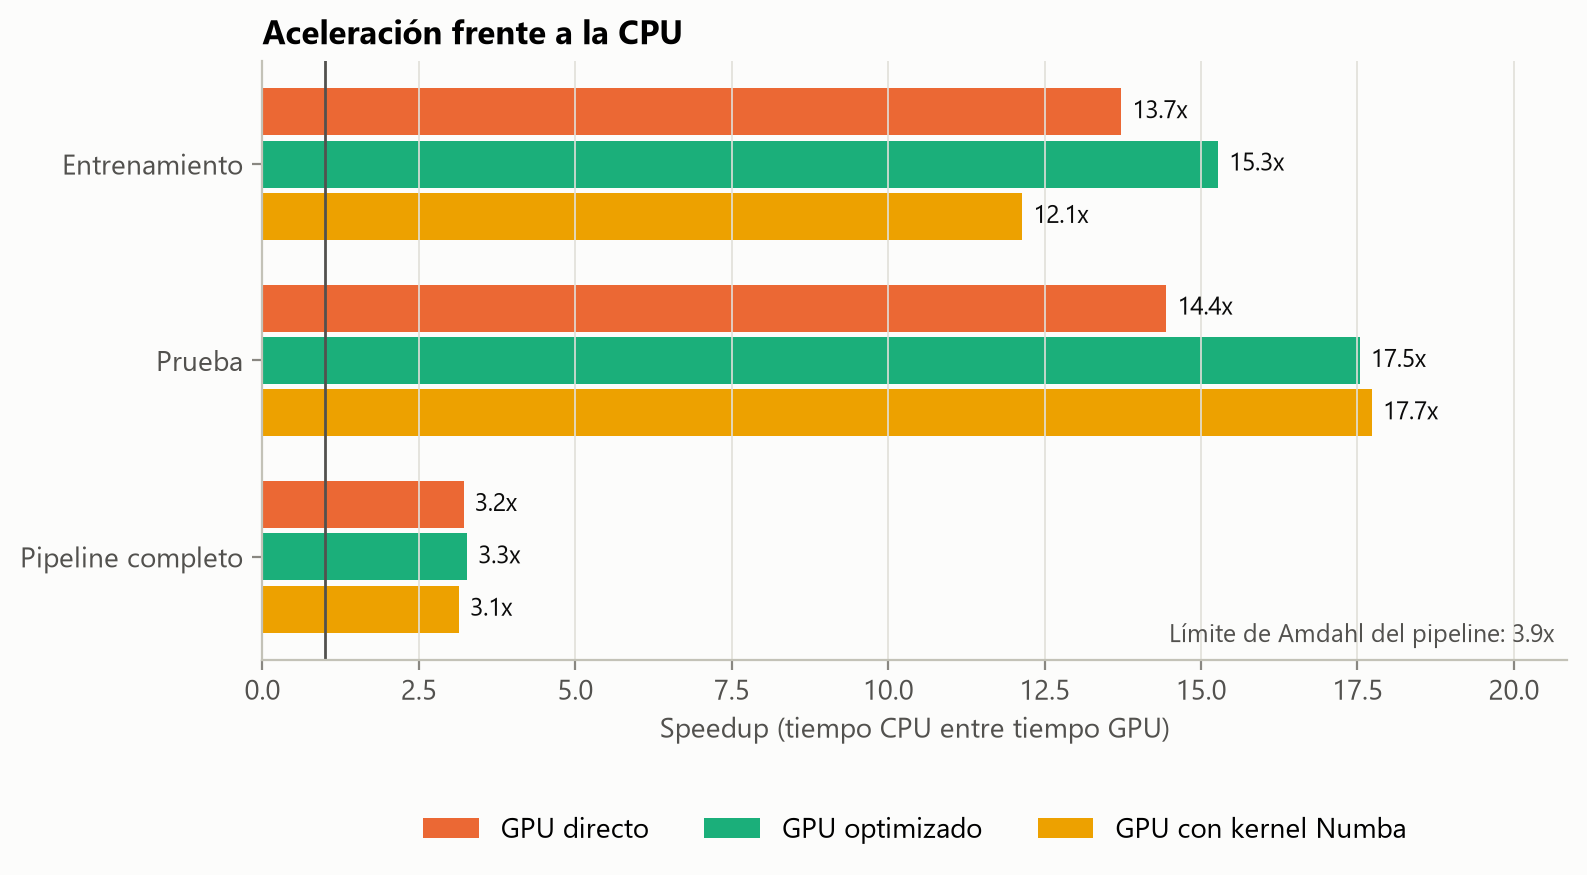 Aceleración frente a la CPU
Entrenamiento
13.7x
15.3x
12.1x
Prueba
14.4x
17.5x
17.7x
Pipeline completo
3.2x
3.3x
3.1x
Límite de Amdahl del pipeline: 3.9x
0.0 2.5 5.0 7.5 10.0 12.5 15.0 17.5 20.0
Speedup (tiempo CPU entre tiempo GPU)
GPU directo GPU optimizado GPU con kernel Numba